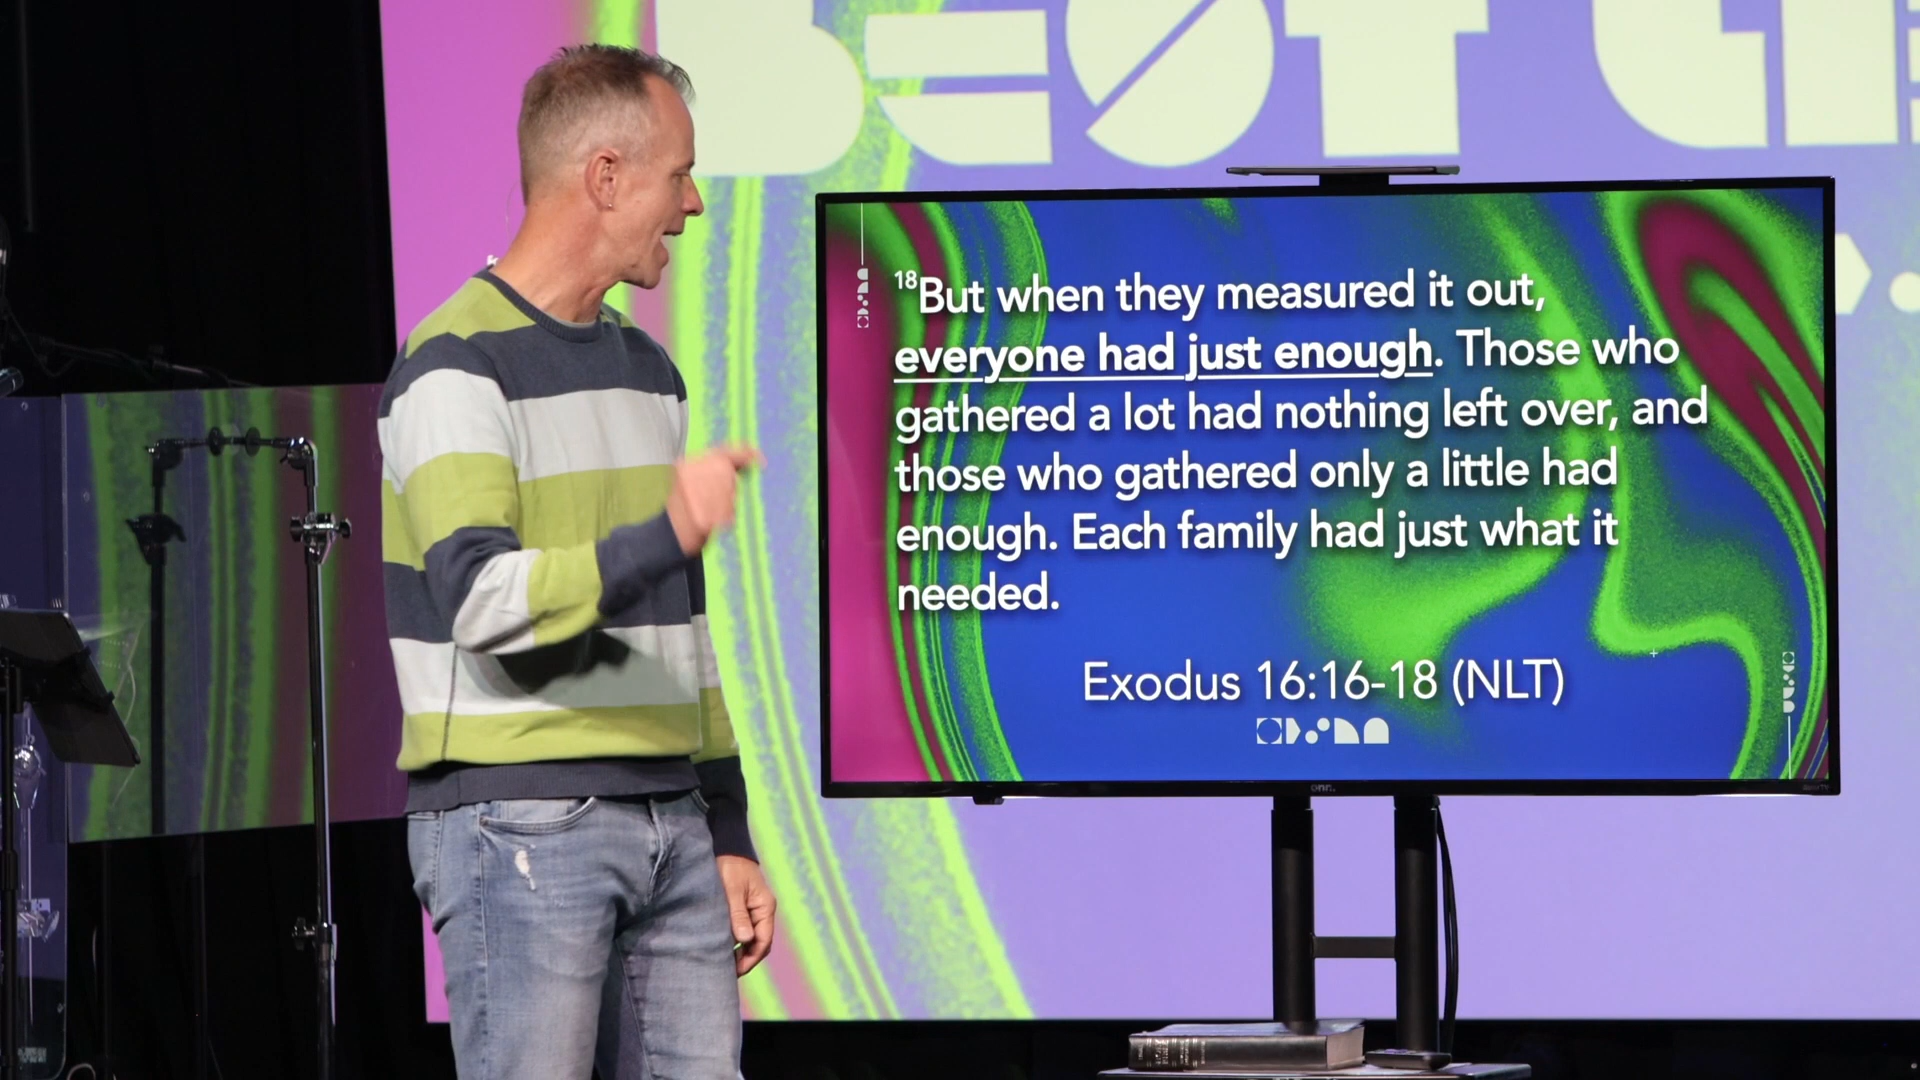 BEST
18But when they measured it out,
everyone had just enough. Those who
gathered a lot had nothing left over, and
those who gathered only a little had
enough. Each family had just what it
needed.
Exodus 16:16-18 (NLT)
onn.